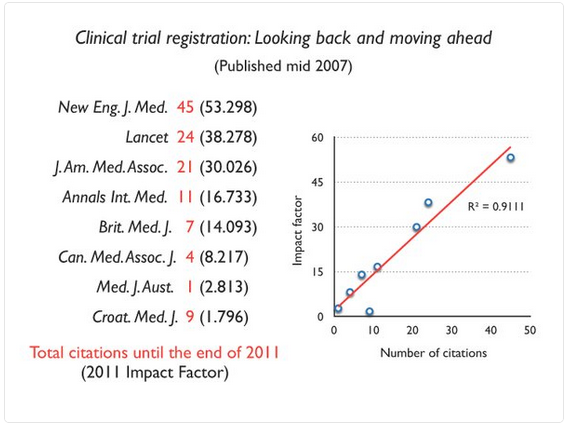 Clinical trial registration: Looking back and moving ahead
(Published mid 2007)
New Eng. J. Med. 45 (53.298)
Lancet 24 (38.278)
J. Am. Med. Assoc. 21 (30.026)
Annals Int. Med. 11 (16.733)
Brit. Med. J. 7 (14.093)
Can. Med. Assoc. J. 4 (8.217)
Med. J. Aust. 1 (2.813)
Croat. Med. J. 9 (1.796)
Total citations until the end of 2011
(2011 Impact Factor)
Impact factor
60
45
30
15
0
R² = 0.9111
0 10 20 30 40 50
Number of citations